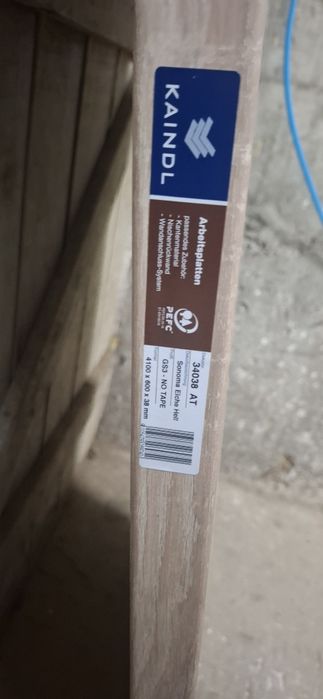 KAINDL
Arbeitsplatten
passendes Zubehör:
- Kantenmaterial
- Nischenrückwand
- Wandanschluss-System
PEFC
34038 AT
Sonoma Eiche Hell
GS3 - NO TAPE
4100 x 600 x 38 mm